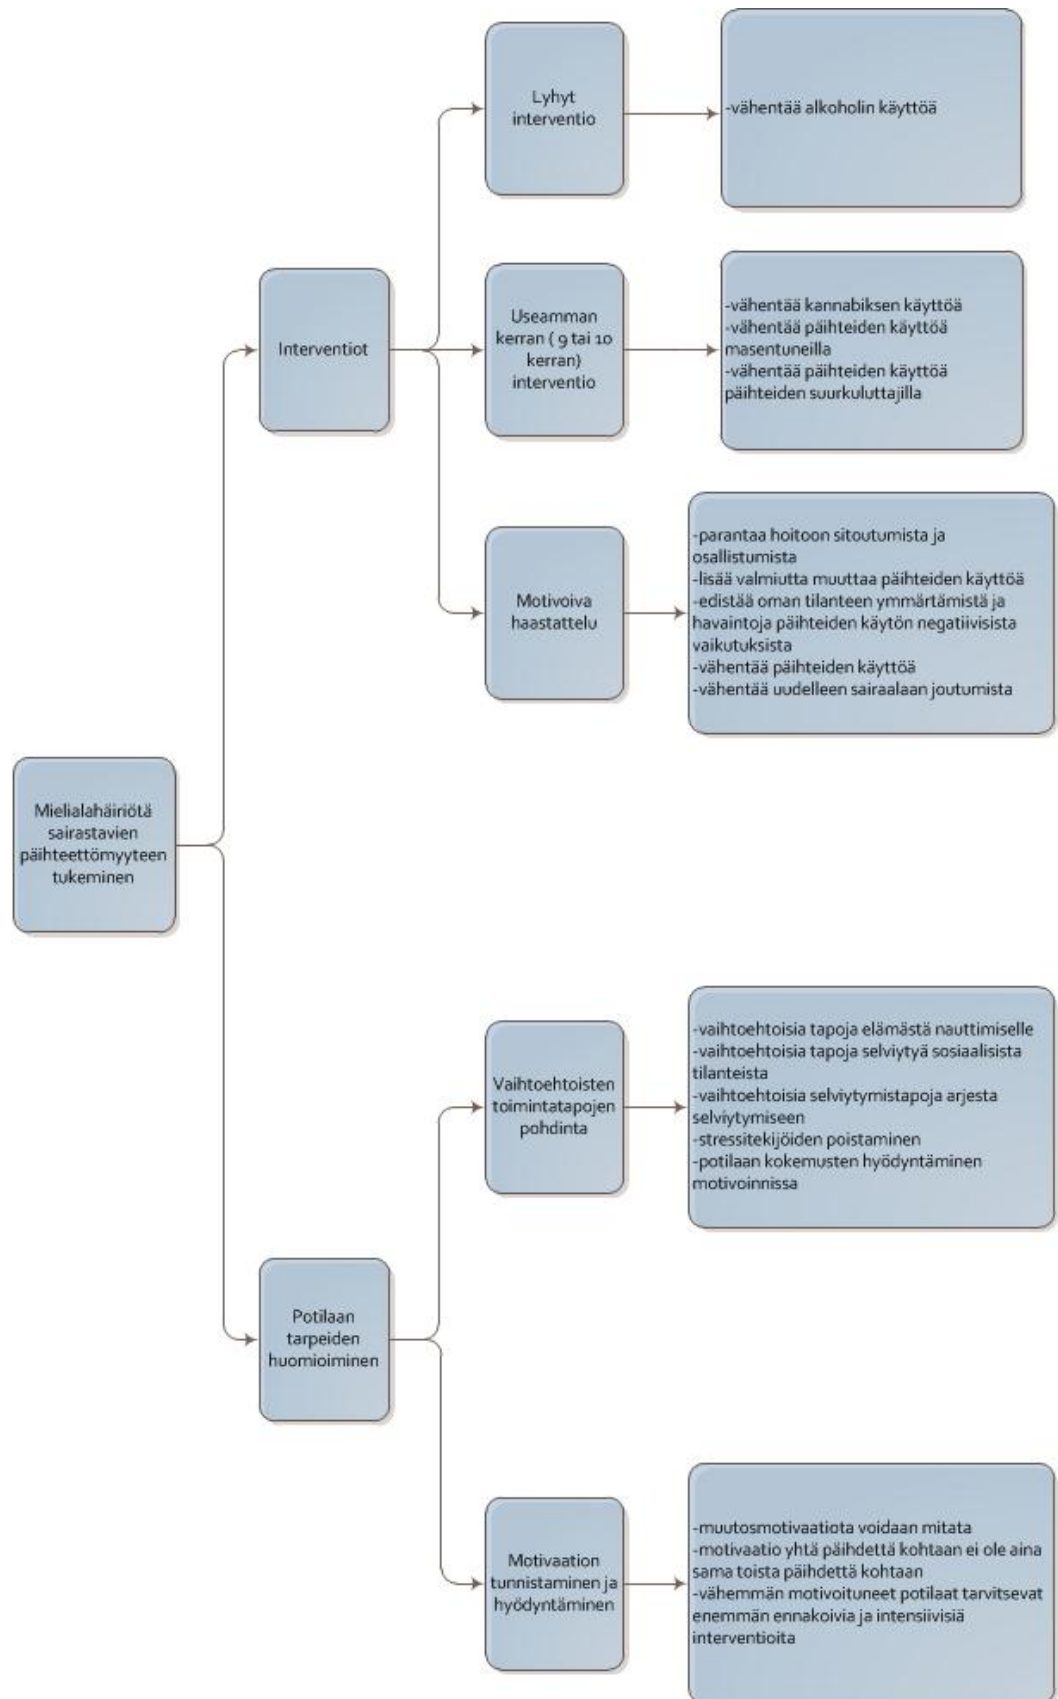 Lyhyt
interventio
-vähentää alkoholin käyttöä
Interventiot
Useamman
kerran ( 9 tai 10
kerran)
interventio
-vähentää kannabiksen käyttöä
-vähentää päihteiden käyttöä
masentuneilla
-vähentää päihteiden käyttöä
päihteiden suurkuluttajilla
Motivoiva
haastattelu
-parantaa hoitoon sitoutumista ja
osallistumista
-lisää valmiutta muuttaa päihteiden käyttöä
-edistää oman tilanteen ymmärtämistä ja
havaintoja päihteiden käytön negatiivisista
vaikutuksista
-vähentää päihteiden käyttöä
-vähentää uudelleen sairaalaan joutumista
Mielialahäiriötä
sairastavien
päihteettömyyteen
tukeminen
Vaihtoehtoisten
toimintatapojen
pohdinta
-vaihtoehtoisia tapoja elämästä nauttimiselle
-vaihtoehtoisia tapoja selviytyä sosiaalisista
tilanteista
-vaihtoehtoisia selviytymistapoja arjesta
selviytymiseen
-stressitekijöiden poistaminen
-potilaan kokemusten hyödyntäminen
motivoinnissa
Potilaan
tarpeiden
huomioiminen
Motivaation
tunnistaminen ja
hyödyntäminen
-muutosmotivaatiota voidaan mitata
-motivaatio yhtä päihdettä kohtaan ei ole aina
sama toista päihdettä kohtaan
-vähemmän motivoituneet potilaat tarvitsevat
enemmän ennakoivia ja intensiivisiä
interventioita